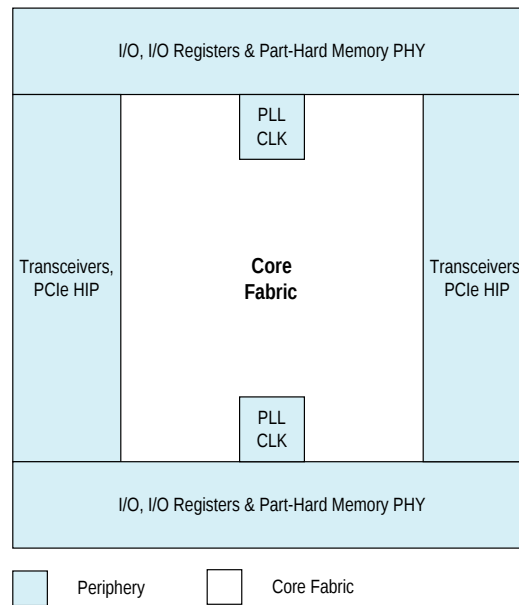 I/O, I/O Registers & Part-Hard Memory PHY
PLL
CLK
Transceivers,
PCIe HIP
Core
Fabric
Transceivers
PCIe HIP
PLL
CLK
I/O, I/O Registers & Part-Hard Memory PHY
Periphery
Core Fabric